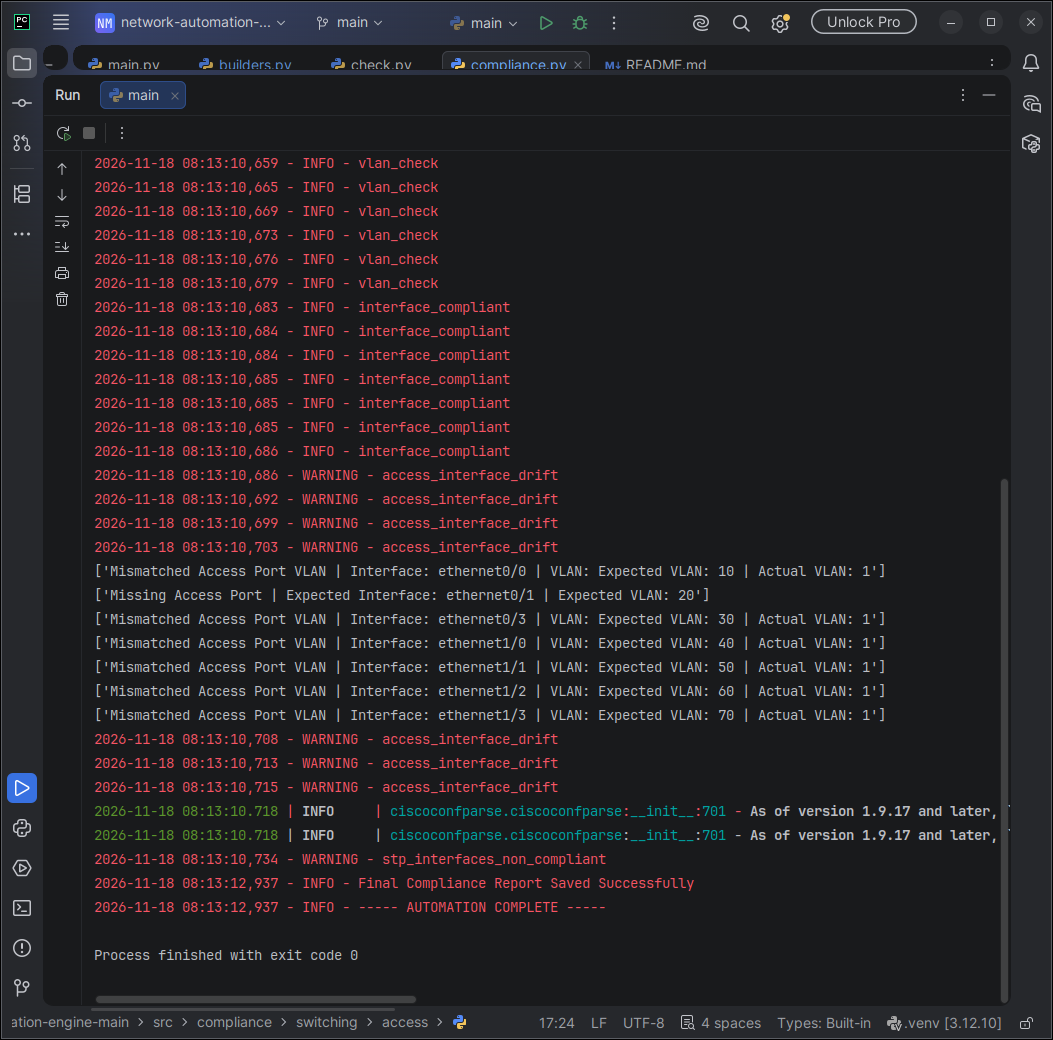 PC
NM network-automation-... main main Unlock Pro
main.py builders.py check.py compliance.py M↓ README.md
Run main
2026-11-18 08:13:10,659 - INFO - vlan_check
2026-11-18 08:13:10,665 - INFO - vlan_check
2026-11-18 08:13:10,669 - INFO - vlan_check
2026-11-18 08:13:10,673 - INFO - vlan_check
2026-11-18 08:13:10,676 - INFO - vlan_check
2026-11-18 08:13:10,679 - INFO - vlan_check
2026-11-18 08:13:10,683 - INFO - interface_compliant
2026-11-18 08:13:10,684 - INFO - interface_compliant
2026-11-18 08:13:10,684 - INFO - interface_compliant
2026-11-18 08:13:10,685 - INFO - interface_compliant
2026-11-18 08:13:10,685 - INFO - interface_compliant
2026-11-18 08:13:10,685 - INFO - interface_compliant
2026-11-18 08:13:10,686 - INFO - interface_compliant
2026-11-18 08:13:10,686 - WARNING - access_interface_drift
2026-11-18 08:13:10,692 - WARNING - access_interface_drift
2026-11-18 08:13:10,699 - WARNING - access_interface_drift
2026-11-18 08:13:10,703 - WARNING - access_interface_drift
['Mismatched Access Port VLAN | Interface: ethernet0/0 | VLAN: Expected VLAN: 10 | Actual VLAN: 1']
['Missing Access Port | Expected Interface: ethernet0/1 | Expected VLAN: 20']
['Mismatched Access Port VLAN | Interface: ethernet0/3 | VLAN: Expected VLAN: 30 | Actual VLAN: 1']
['Mismatched Access Port VLAN | Interface: ethernet1/0 | VLAN: Expected VLAN: 40 | Actual VLAN: 1']
['Mismatched Access Port VLAN | Interface: ethernet1/1 | VLAN: Expected VLAN: 50 | Actual VLAN: 1']
['Mismatched Access Port VLAN | Interface: ethernet1/2 | VLAN: Expected VLAN: 60 | Actual VLAN: 1']
['Mismatched Access Port VLAN | Interface: ethernet1/3 | VLAN: Expected VLAN: 70 | Actual VLAN: 1']
2026-11-18 08:13:10,708 - WARNING - access_interface_drift
2026-11-18 08:13:10,713 - WARNING - access_interface_drift
2026-11-18 08:13:10,715 - WARNING - access_interface_drift
2026-11-18 08:13:10.718 | INFO | ciscoconfparse.ciscoconfparse:__init__:701 - As of version 1.9.17 and later,
2026-11-18 08:13:10.718 | INFO | ciscoconfparse.ciscoconfparse:__init__:701 - As of version 1.9.17 and later,
2026-11-18 08:13:10,734 - WARNING - stp_interfaces_non_compliant
2026-11-18 08:13:12,937 - INFO - Final Compliance Report Saved Successfully
2026-11-18 08:13:12,937 - INFO - ----- AUTOMATION COMPLETE -----
Process finished with exit code 0
ation-engine-main > src > compliance > switching > access > 17:24 LF UTF-8 4 spaces Types: Built-in .venv [3.12.10]